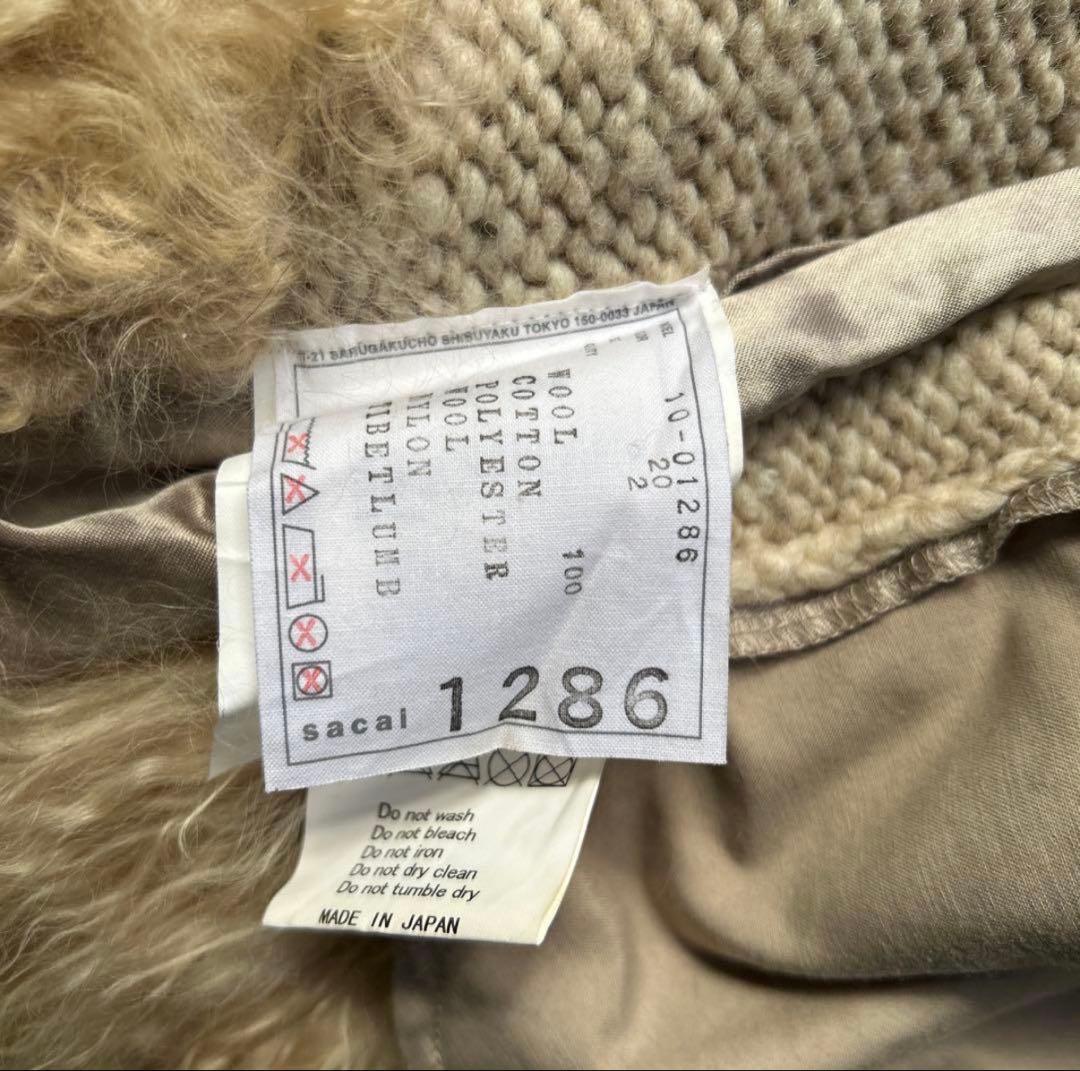 T-21 SARUGAKUCHO SHIBUYAKU TOKYO 150-0033 JAPAN
10-01286
20
2
WOOL 100
COTTON
POLYESTER
WOOL
NYLON
TIBETLUMB
sacai 1286
Do not wash
Do not bleach
Do not iron
Do not dry clean
Do not tumble dry
MADE IN JAPAN